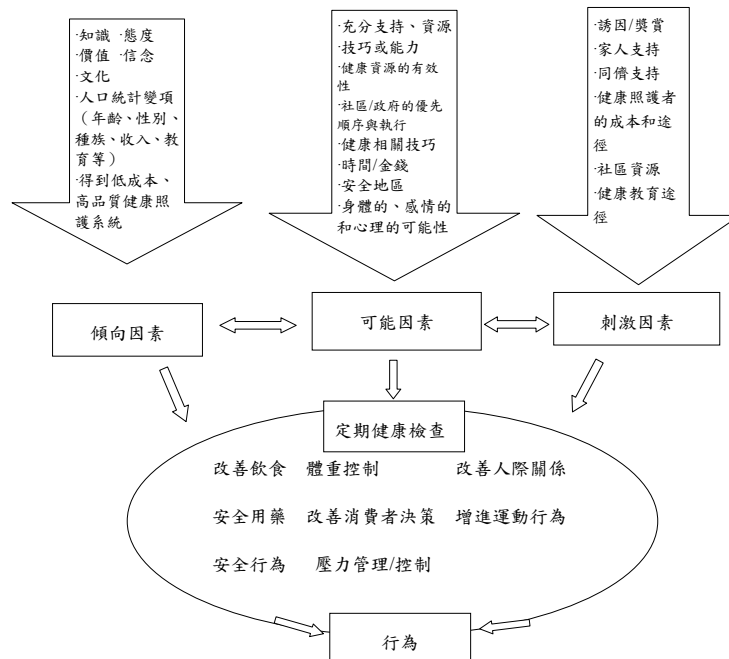 ·知識 ·態度
·價值 ·信念
·文化
·人口統計變項
（年齡、性別、
種族、收入、教
育等）
·得到低成本、
高品質健康照
護系統
·充分支持、資源
·技巧或能力
·健康資源的有效
性
·社區/政府的優先
順序與執行
·健康相關技巧
·時間/金錢
·安全地區
·身體的、感情的
和心理的可能性
·誘因/獎賞
·家人支持
·同儕支持
·健康照護者
的成本和途
徑
·社區資源
·健康教育途
徑
傾向因素
可能因素
刺激因素
定期健康檢查
改善飲食 體重控制 改善人際關係
安全用藥 改善消費者決策 增進運動行為
安全行為 壓力管理/控制
行為